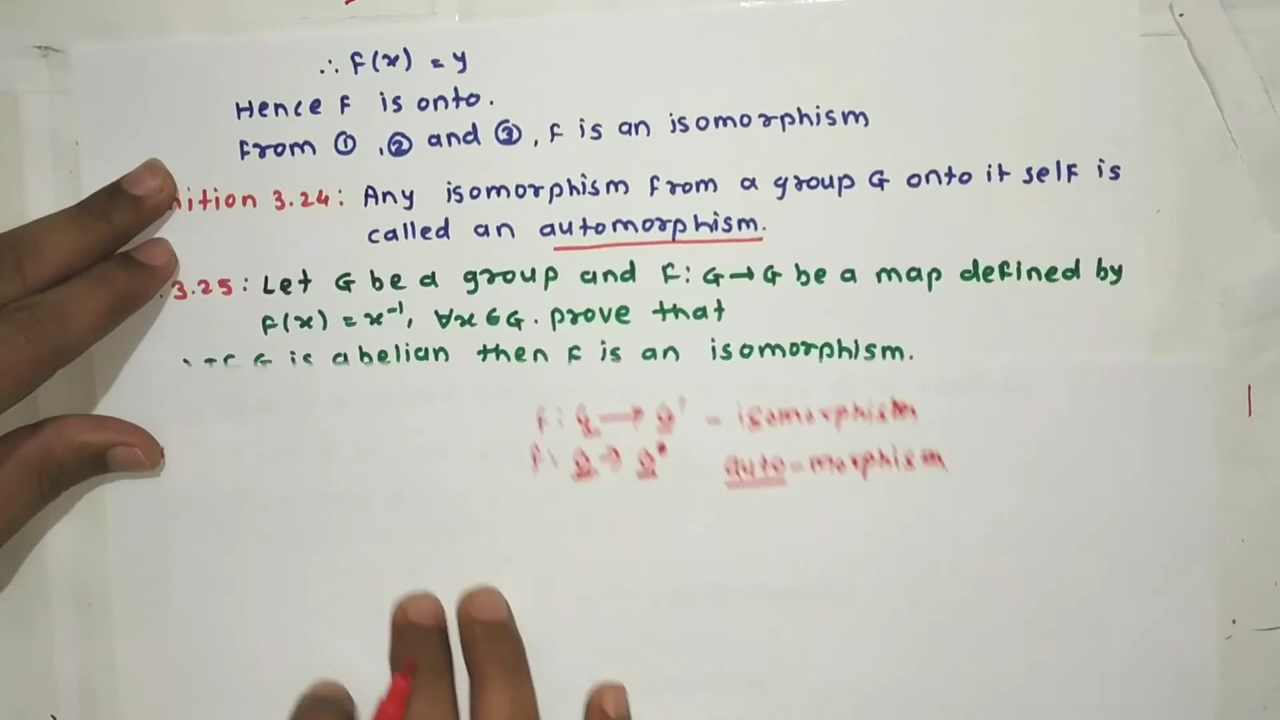 ∴ F(x) = y
Hence F is onto.
From ①, ② and ③, F is an isomorphism
nition 3.24: Any isomorphism from a group G onto it self is
called an automorphism.
3.25: Let G be a group and F: G→G be a map defined by
F(x) = x⁻¹, ∀x∈G. prove that
G is abelian then F is an isomorphism.
F: G → G' - isomorphism
F: G → G auto-morphism